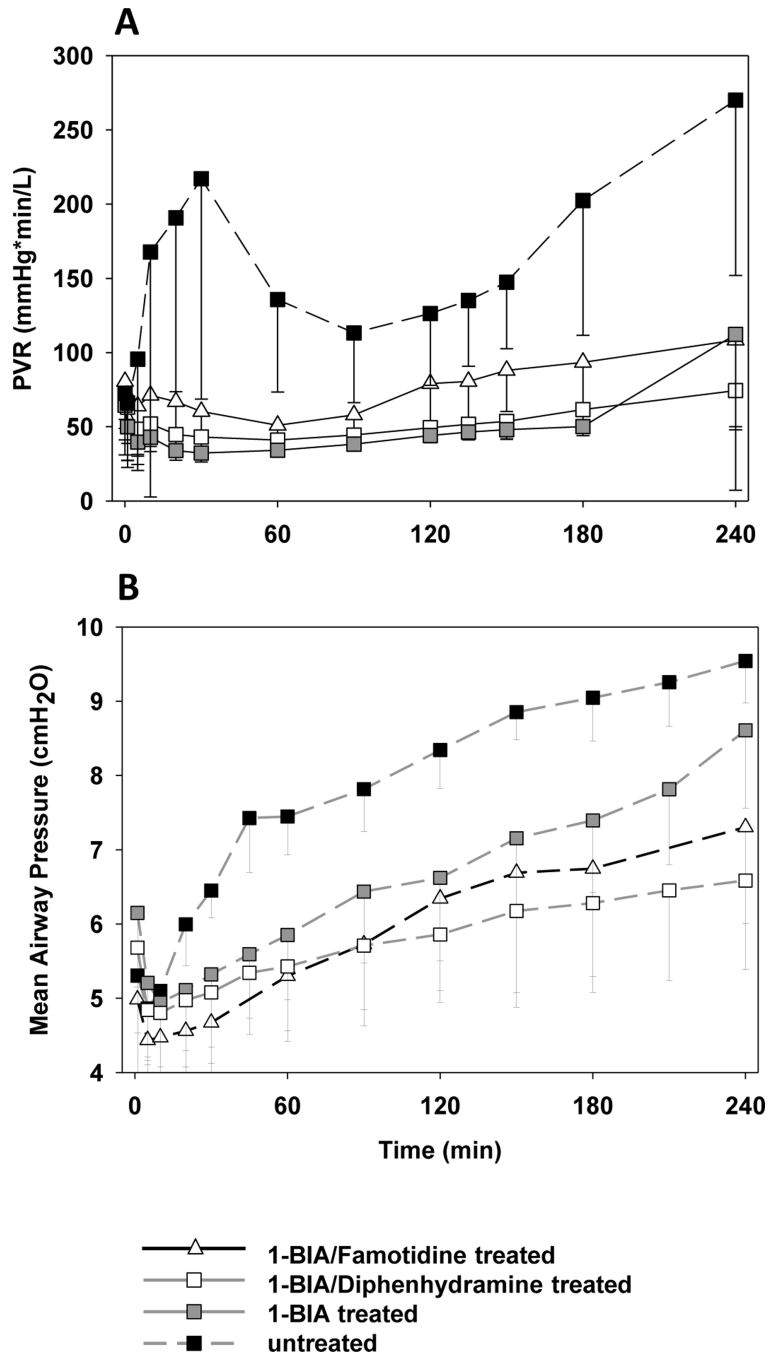 A
PVR (mmHg*min/L)
300
250
200
150
100
50
0
0 60 120 180 240
B
Mean Airway Pressure (cmH2O)
10
9
8
7
6
5
4
0 60 120 180 240
Time (min)
1-BIA/Famotidine treated
1-BIA/Diphenhydramine treated
1-BIA treated
untreated